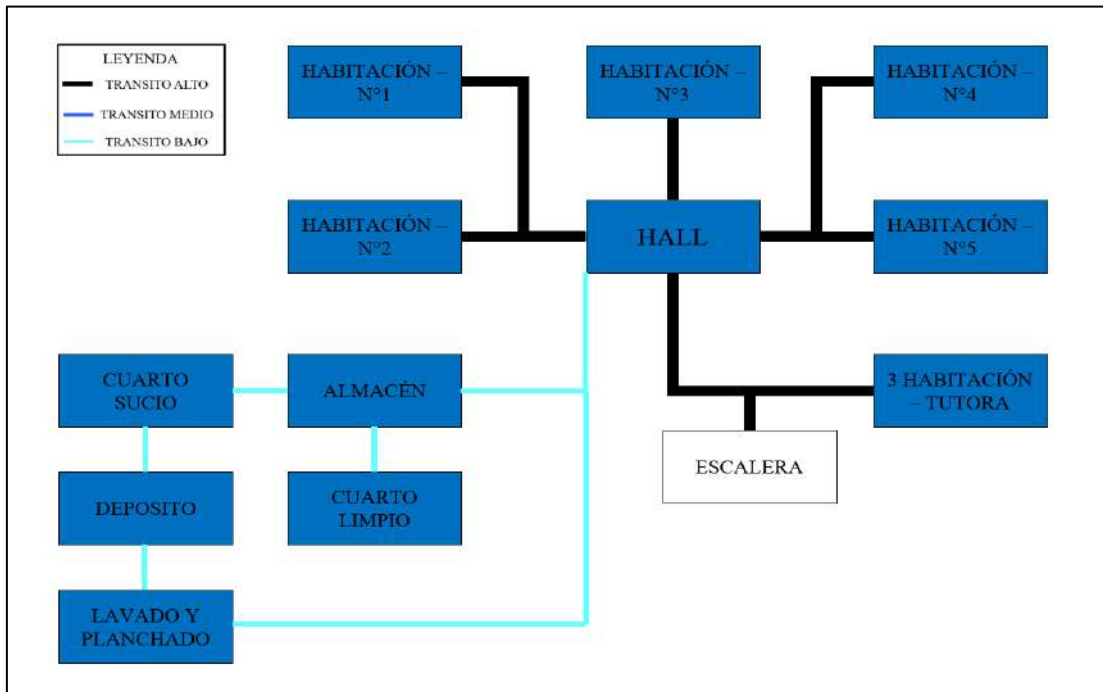 LEYENDA
TRANSITO ALTO
TRANSITO MEDIO
TRANSITO BAJO
HABITACIÓN –
N°1
HABITACIÓN –
N°3
HABITACIÓN –
N°4
HABITACIÓN –
N°2
HALL
HABITACIÓN –
N°5
CUARTO
SUCIO
ALMACÉN
3 HABITACIÓN
– TUTORA
ESCALERA
DEPOSITO
CUARTO
LIMPIO
LAVADO Y
PLANCHADO